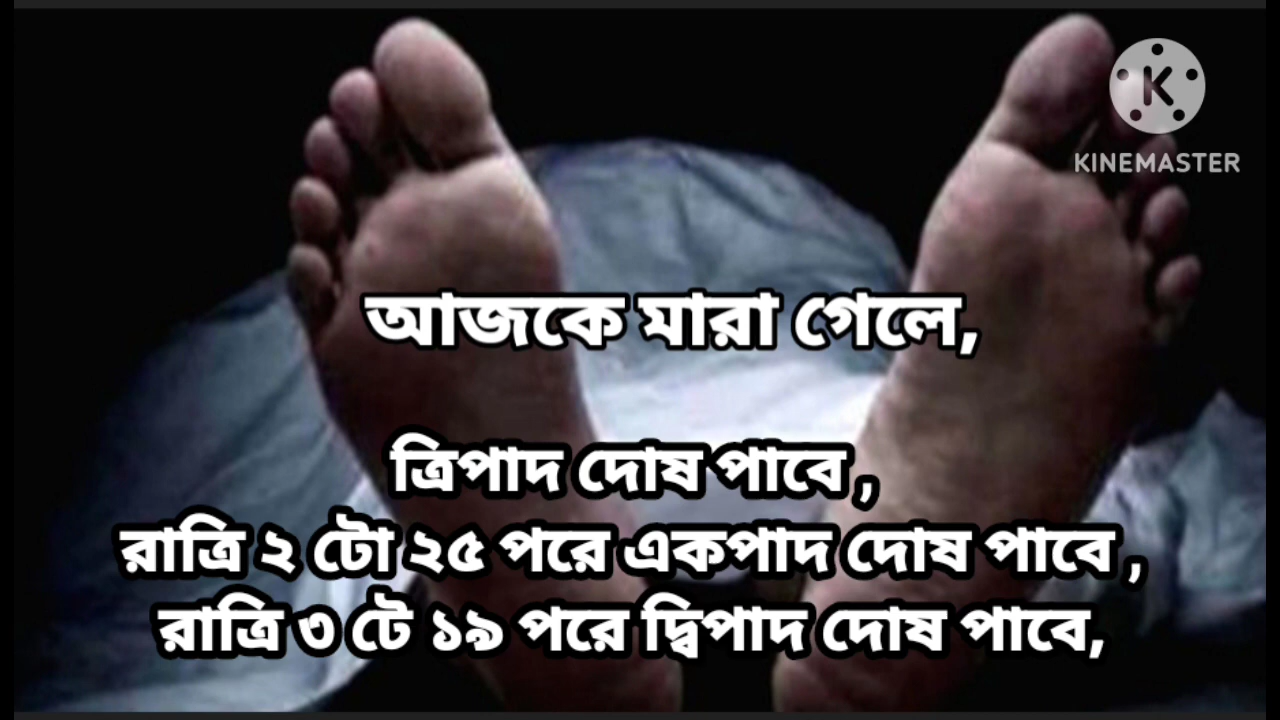 KINEMASTER
আজকে মারা গেলে,
ত্রিপাদ দোষ পাবে ,
রাত্রি ২ টো ২৫ পরে একপাদ দোষ পাবে ,
রাত্রি ৩ টে ১৯ পরে দ্বিপাদ দোষ পাবে,